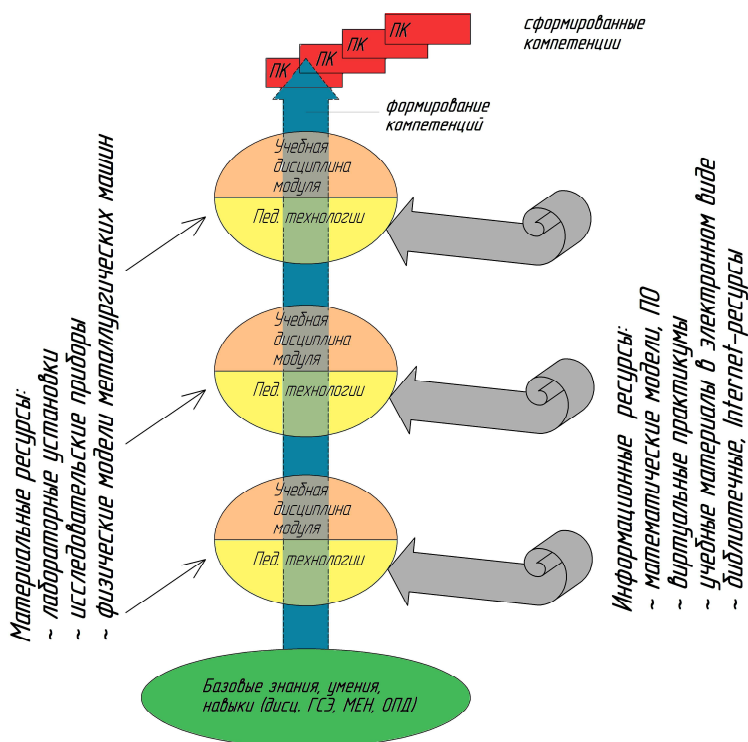 ПК
ПК
ПК
ПК
сформированные
компетенции
формирование
компетенций
Учебная
дисциплина
модуля
Пед. технологии
Учебная
дисциплина
модуля
Пед. технологии
Учебная
дисциплина
модуля
Пед. технологии
Базовые знания, умения,
навыки (дисц. ГСЭ, МЕН, ОПД)
Материальные ресурсы:
~ лабораторные установки
~ исследовательские приборы
~ физические модели металлургических машин
Информационные ресурсы:
~ математические модели, ПО
~ виртуальные практикумы
~ учебные материалы в электронном виде
~ библиотечные, Internet-ресурсы